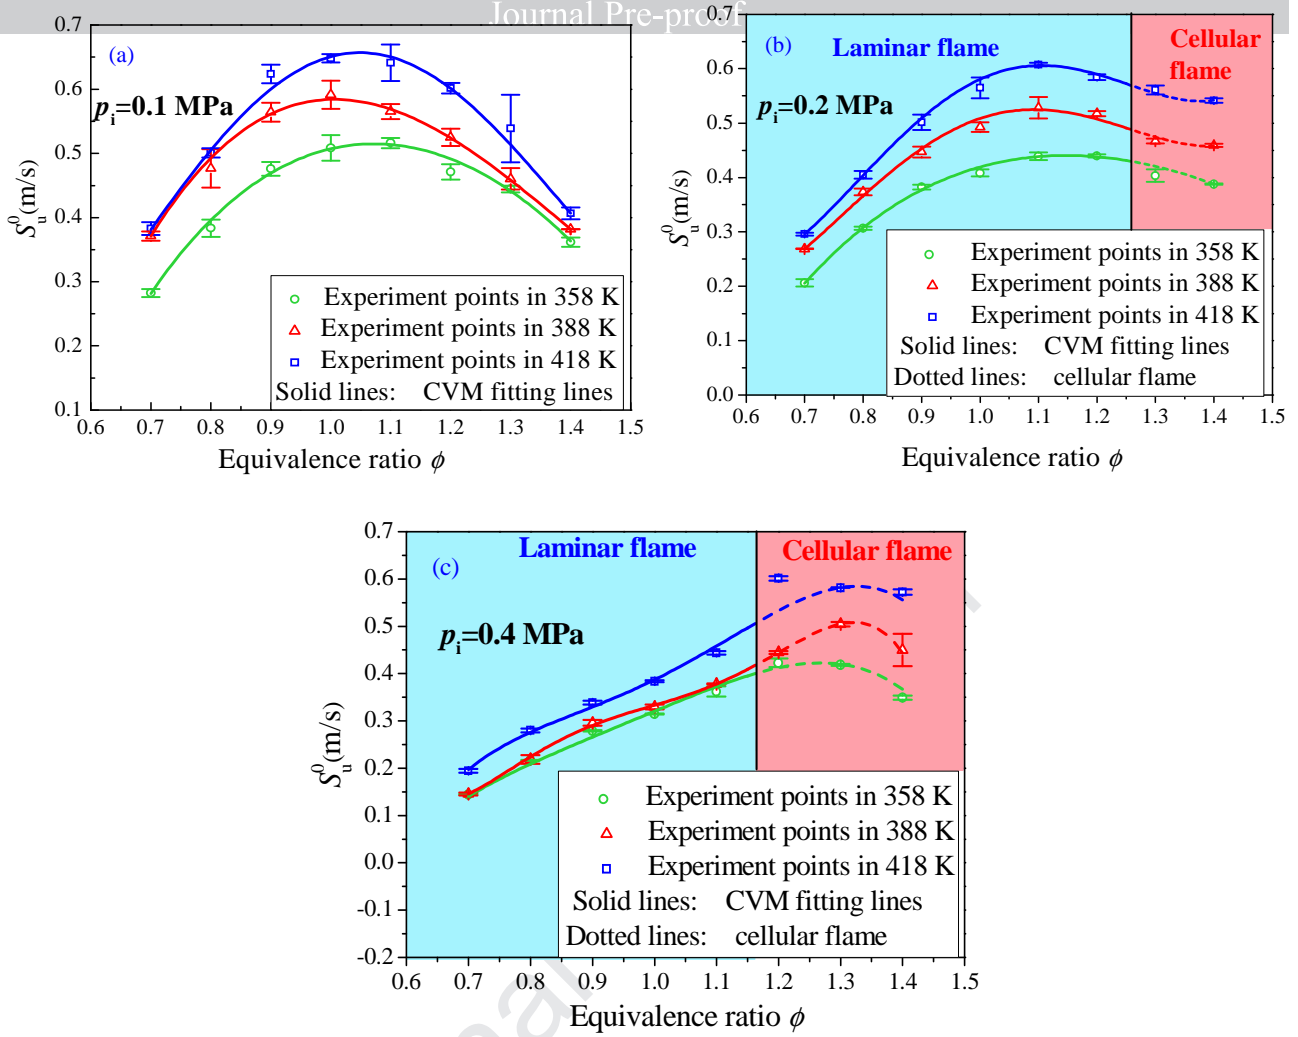 Journal Pre-proof
(a)
p_i=0.1 MPa
S_u^0(m/s)
0.7
0.6
0.5
0.4
0.3
0.2
0.1
Experiment points in 358 K
Experiment points in 388 K
Experiment points in 418 K
Solid lines: CVM fitting lines
0.6 0.7 0.8 0.9 1.0 1.1 1.2 1.3 1.4 1.5
Equivalence ratio ϕ
(b)
Laminar flame
Cellular
flame
p_i=0.2 MPa
S_u^0(m/s)
0.7
0.6
0.5
0.4
0.3
0.2
0.1
0.0
Experiment points in 358 K
Experiment points in 388 K
Experiment points in 418 K
Solid lines: CVM fitting lines
Dotted lines: cellular flame
0.6 0.7 0.8 0.9 1.0 1.1 1.2 1.3 1.4 1.5
Equivalence ratio ϕ
(c)
Laminar flame
Cellular flame
p_i=0.4 MPa
S_u^0(m/s)
0.7
0.6
0.5
0.4
0.3
0.2
0.1
0.0
-0.1
-0.2
Experiment points in 358 K
Experiment points in 388 K
Experiment points in 418 K
Solid lines: CVM fitting lines
Dotted lines: cellular flame
0.6 0.7 0.8 0.9 1.0 1.1 1.2 1.3 1.4 1.5
Equivalence ratio ϕ